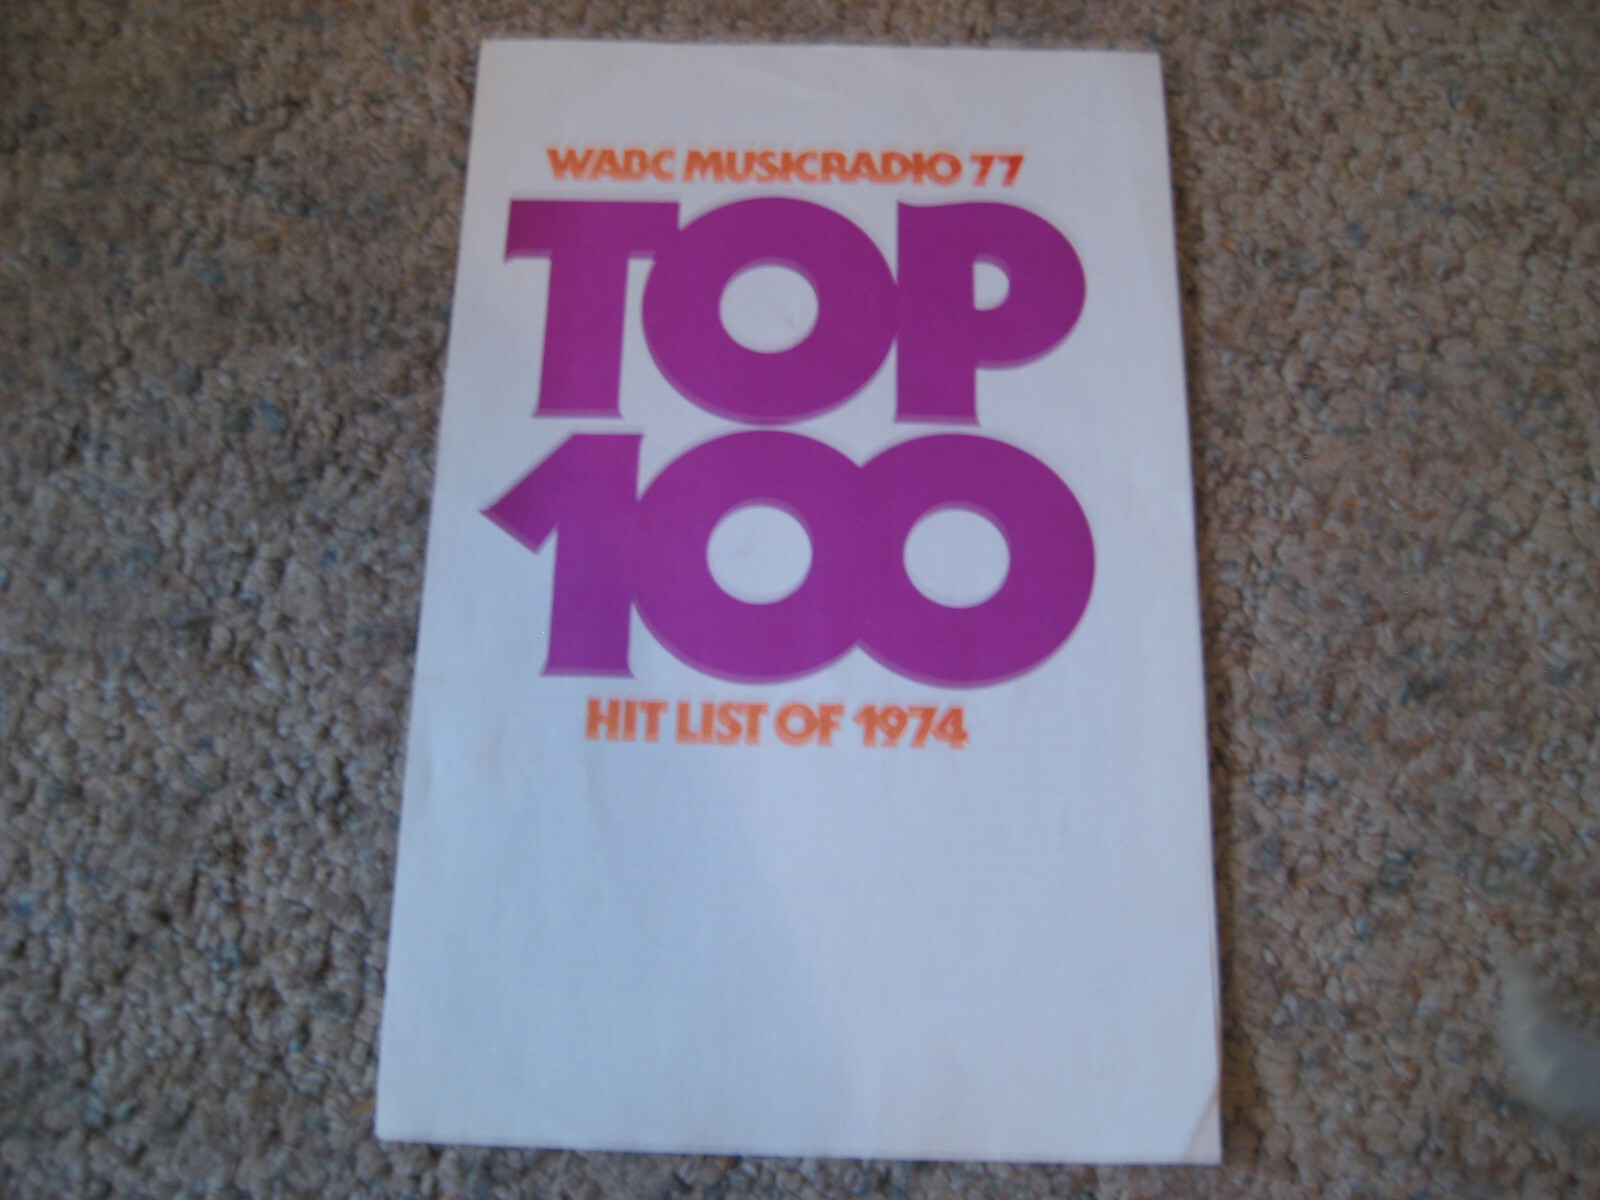 WABC MUSICRADIO 77
TOP
100
HIT LIST OF 1974